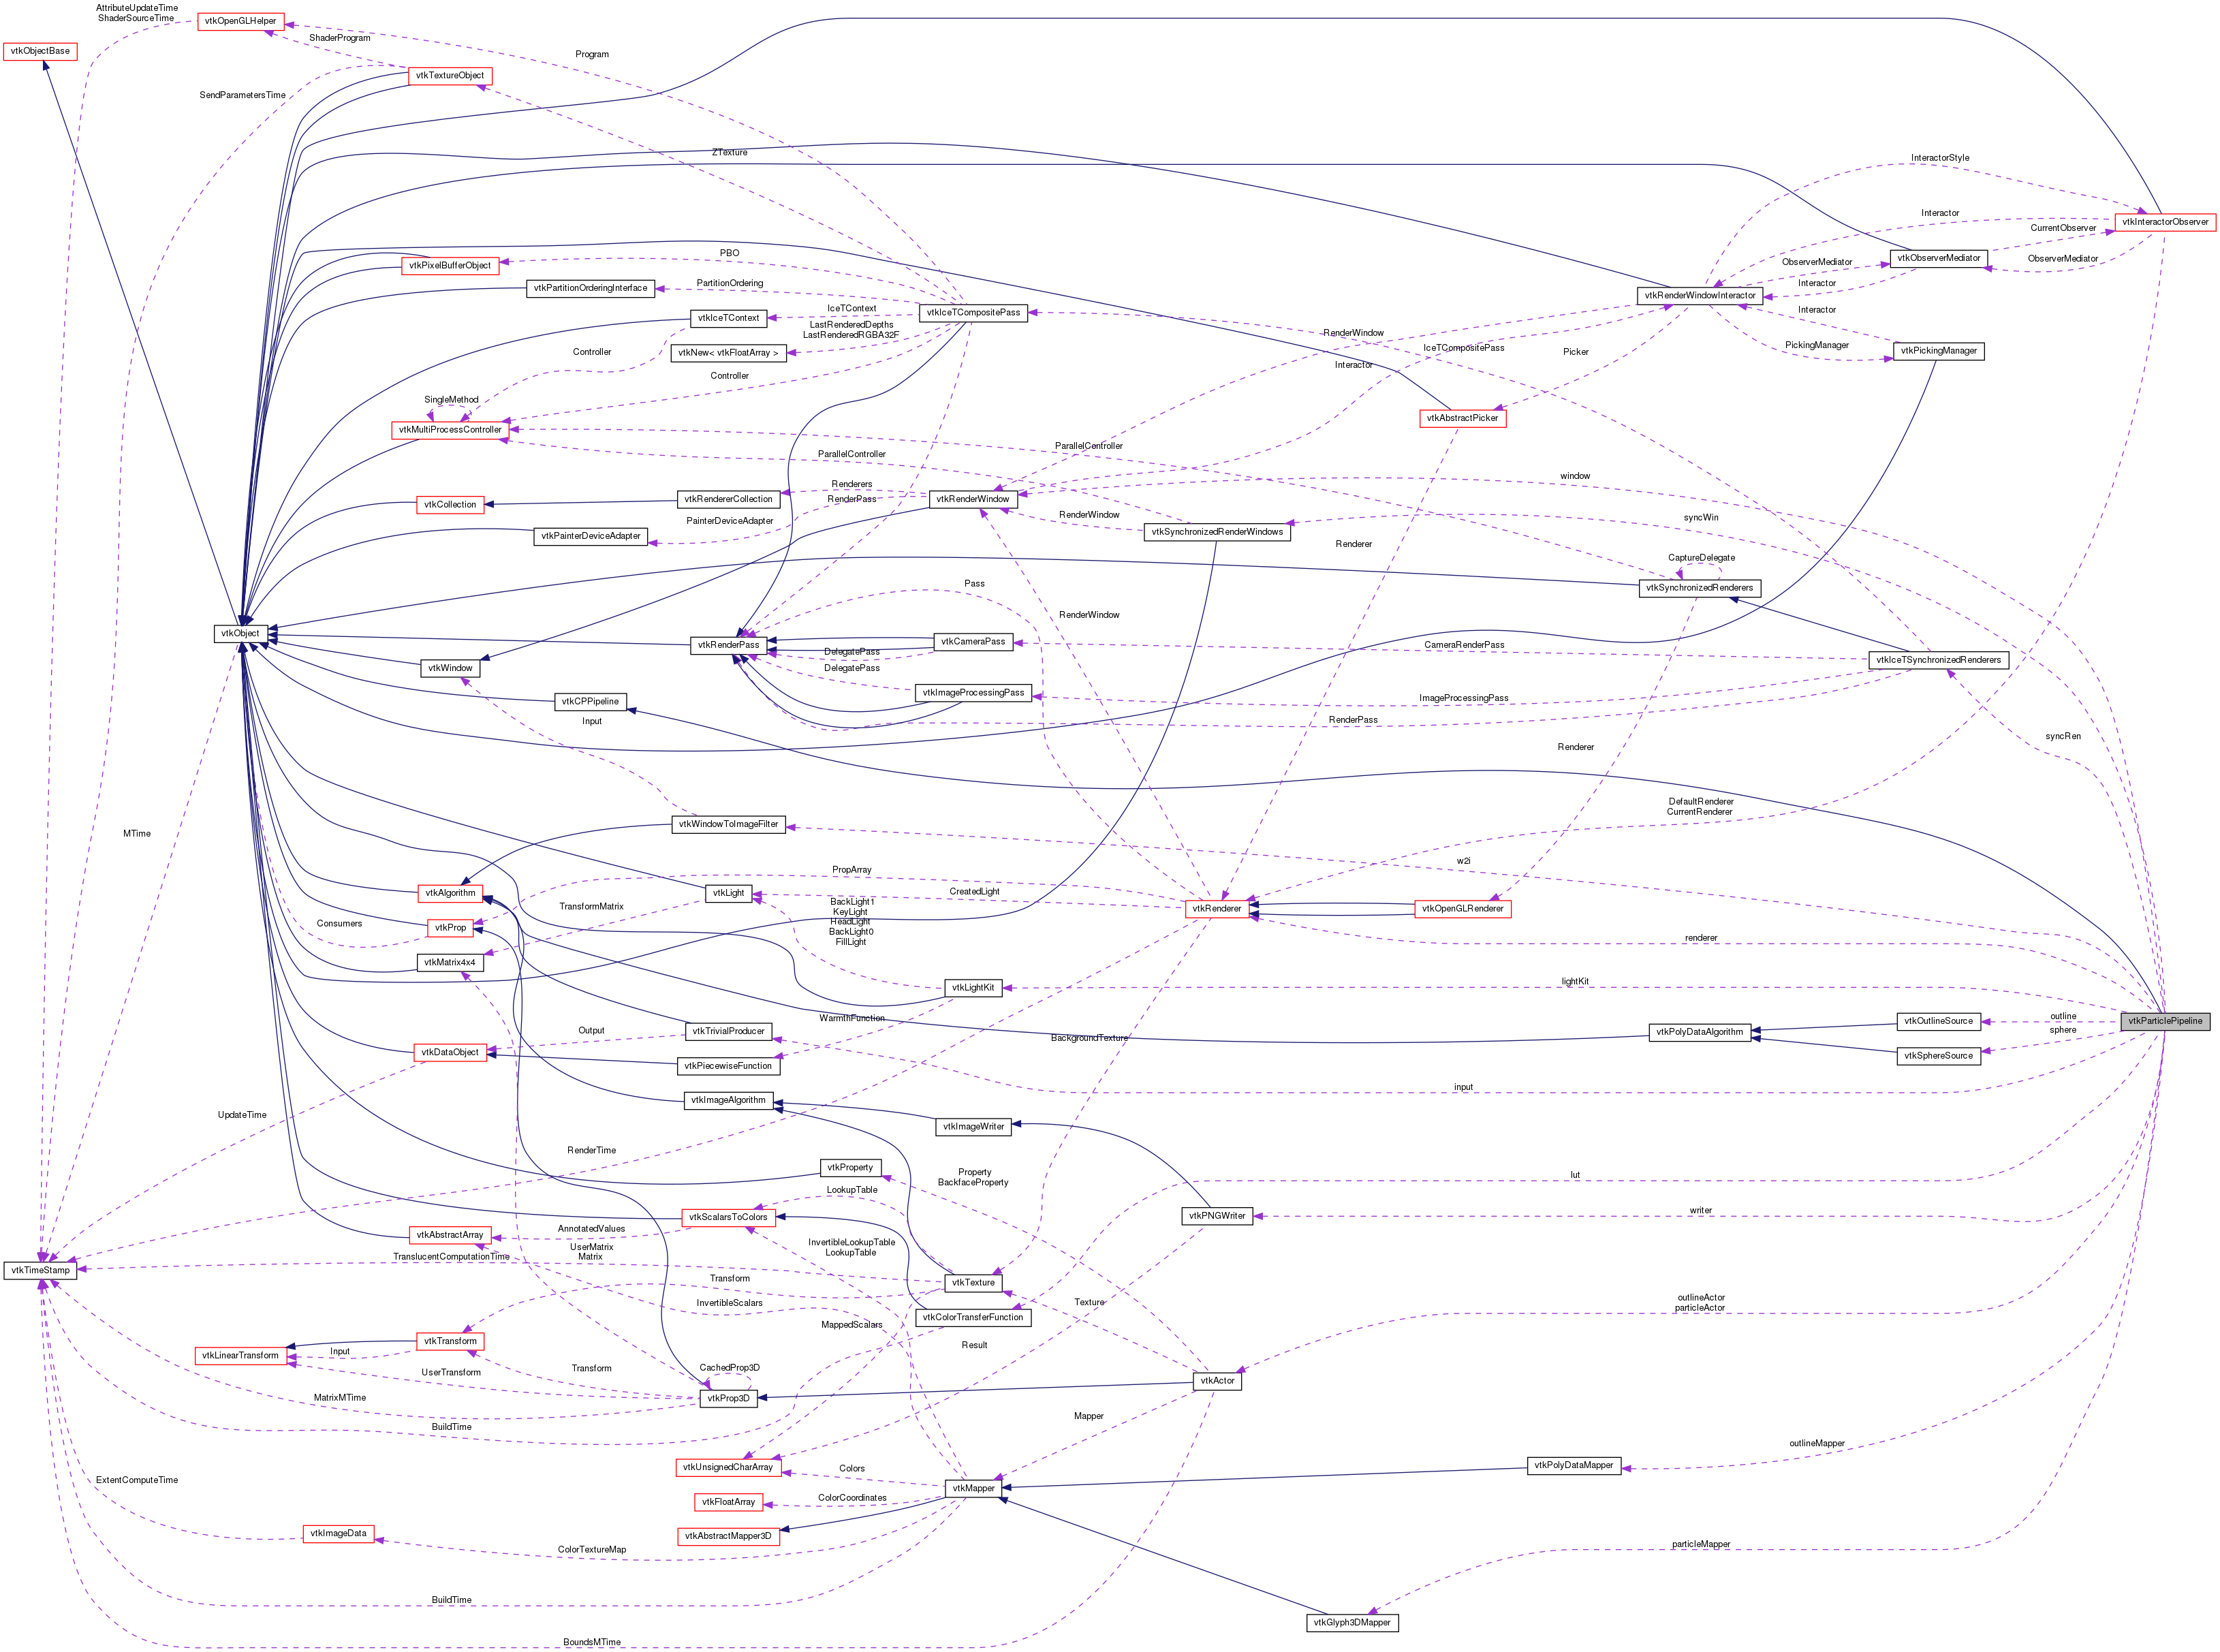 AttributeUpdateTime
ShaderSourceTime
vtkOpenGLHelper
ShaderProgram
vtkObjectBase
Program
vtkTextureObject
SendParametersTime
ZTexture
InteractorStyle
Interactor
vtkInteractorObserver
CurrentObserver
PBO
vtkObserverMediator
ObserverMediator
ObserverMediator
vtkPixelBufferObject
PartitionOrdering
vtkPartitionOrderingInterface
Interactor
vtkRenderWindowInteractor
IceTContext
vtkIceTCompositePass
Interactor
vtkIceTContext
LastRenderedDepths
LastRenderedRGBA32F
RenderWindow
vtkNew< vtkFloatArray >
Controller
IceTCompositePass
Picker
PickingManager
vtkPickingManager
Interactor
Controller
SingleMethod
vtkAbstractPicker
vtkMultiProcessController
ParallelController
ParallelController
window
Renderers
vtkRendererCollection
RenderPass
vtkRenderWindow
vtkCollection
RenderWindow
syncWin
PainterDeviceAdapter
vtkPainterDeviceAdapter
vtkSynchronizedRenderWindows
Renderer
CaptureDelegate
Pass
vtkSynchronizedRenderers
RenderWindow
vtkObject
vtkRenderPass
vtkCameraPass
DelegatePass
CameraRenderPass
vtkWindow
DelegatePass
vtkIceTSynchronizedRenderers
vtkCPPipeline
vtkImageProcessingPass
ImageProcessingPass
Input
RenderPass
Renderer
syncRen
DefaultRenderer
CurrentRenderer
MTime
vtkWindowToImageFilter
w2i
PropArray
vtkAlgorithm
vtkLight
CreatedLight
TransformMatrix
BackLight1
KeyLight
HeadLight
BackLight0
FillLight
vtkRenderer
vtkOpenGLRenderer
Consumers
vtkProp
renderer
vtkMatrix4x4
vtkLightKit
lightKit
WarmthFunction
vtkOutlineSource
outline
vtkParticlePipeline
Output
vtkTrivialProducer
vtkPolyDataAlgorithm
sphere
BackgroundTexture
vtkDataObject
vtkPiecewiseFunction
vtkSphereSource
input
vtkImageAlgorithm
UpdateTime
vtkImageWriter
RenderTime
vtkProperty
Property
BackfaceProperty
lut
LookupTable
writer
vtkScalarsToColors
vtkPNGWriter
AnnotatedValues
vtkAbstractArray
UserMatrix
Matrix
InvertibleLookupTable
LookupTable
TranslucentComputationTime
vtkTimeStamp
Transform
vtkTexture
outlineActor
particleActor
InvertibleScalars
Texture
vtkColorTransferFunction
MappedScalars
vtkTransform
Input
Result
vtkLinearTransform
Transform
CachedProp3D
UserTransform
vtkActor
MatrixMTime
vtkProp3D
Mapper
BuildTime
outlineMapper
vtkUnsignedCharArray
Colors
vtkPolyDataMapper
ExtentComputeTime
vtkMapper
vtkFloatArray
ColorCoordinates
vtkImageData
vtkAbstractMapper3D
particleMapper
ColorTextureMap
BuildTime
vtkGlyph3DMapper
BoundsMTime